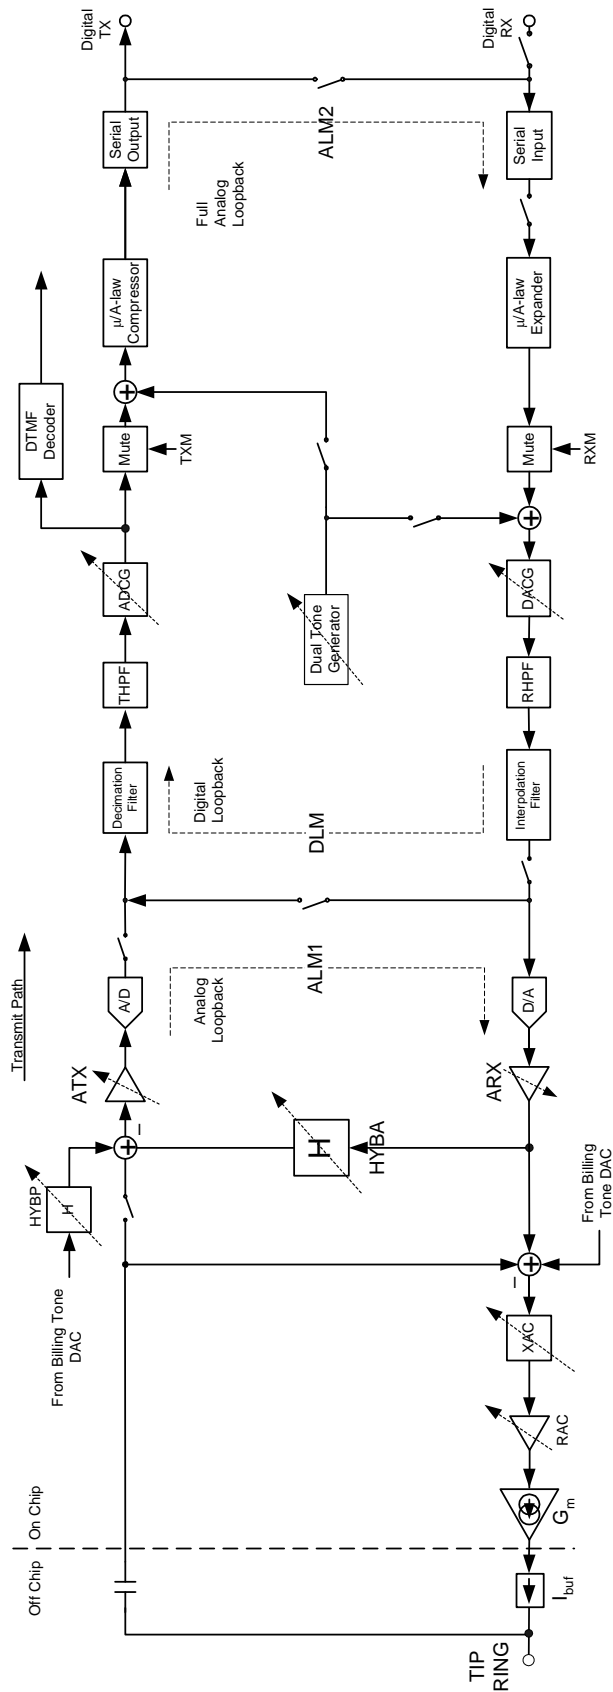 Off Chip
On Chip
Transmit Path
From Billing Tone
DAC
HYBP
H
–
ATX
A/D
Decimation
Filter
THPF
ADCG
DTMF
Decoder
Mute
TXM
+
µ/A-law
Compressor
Serial
Output
Digital
TX
Analog
Loopback
ALM1
Digital
Loopback
DLM
Dual Tone
Generator
Full
Analog
Loopback
ALM2
H
HYBA
TIP
RING
I buf
G m
RAC
XAC
–
+
From Billing
Tone DAC
ARX
D/A
Interpolation
Filter
RHPF
DACG
+
Mute
RXM
µ/A-law
Expander
Serial
Input
Digital
RX
+